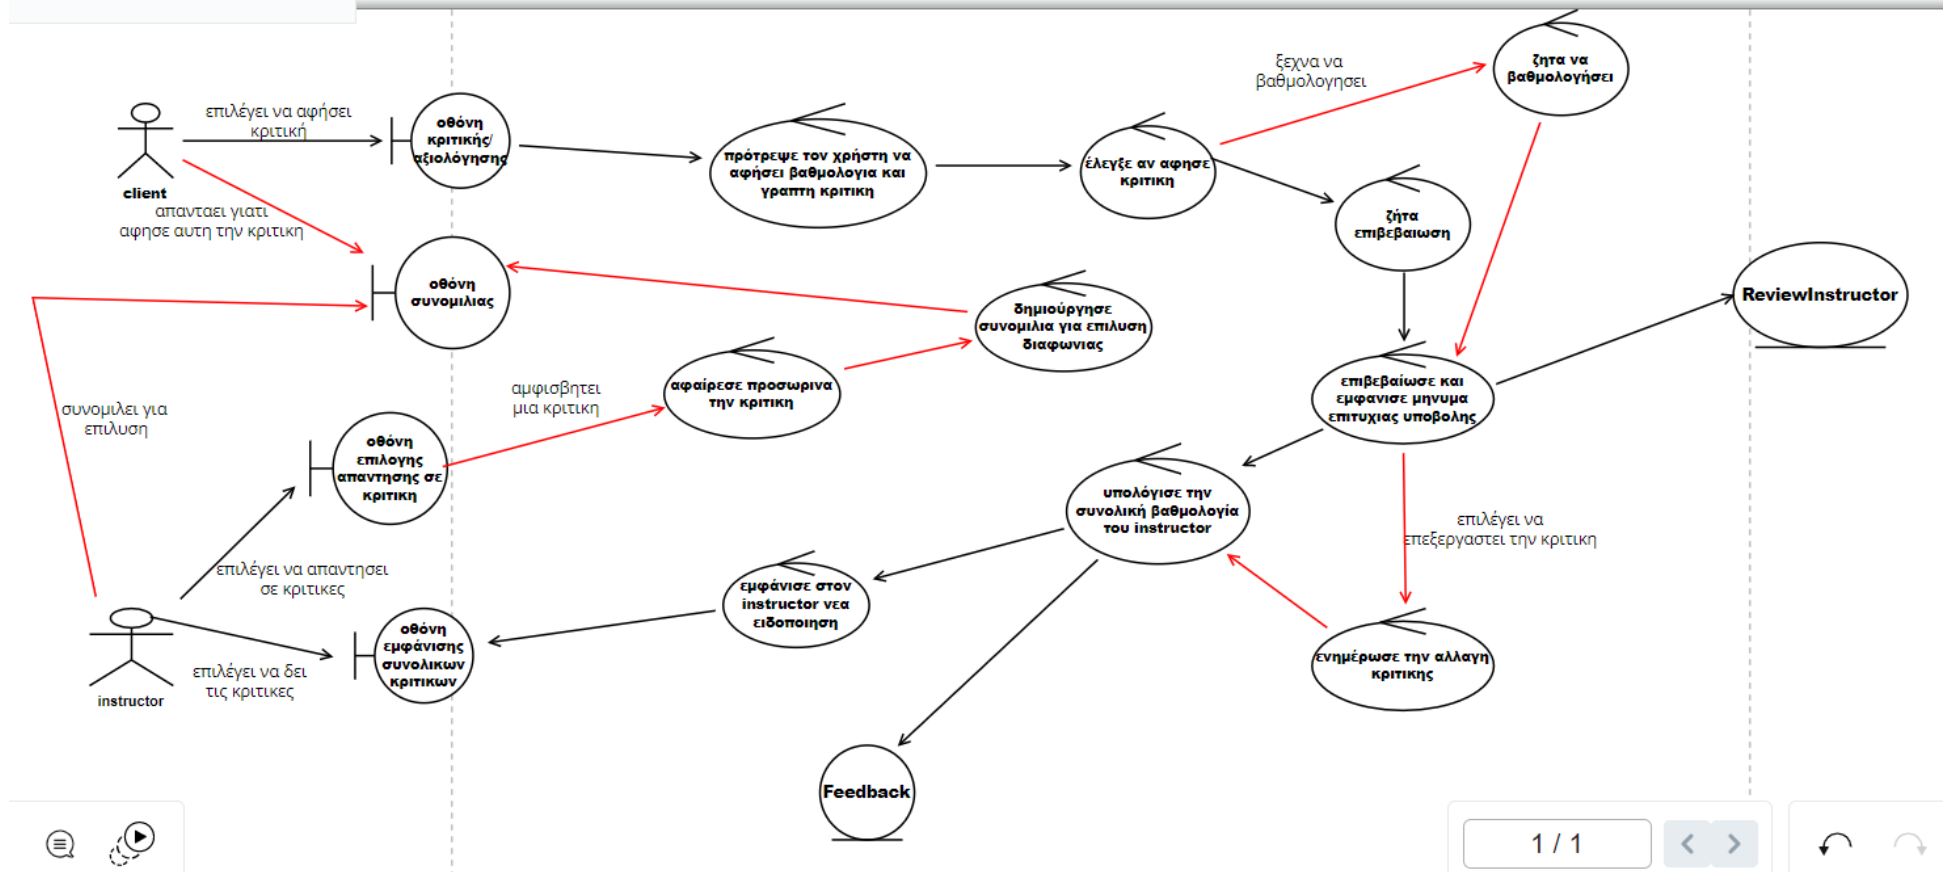 επιλέγει να αφήσει
κριτική
client
απανταει γιατι
αφησε αυτη την κριτικη
οθόνη
κριτικής/
αξιολόγησης
πρότρεψε τον χρήστη να
αφήσει βαθμολογια και
γραπτη κριτικη
έλεγξε αν αφησε
κριτικη
ξεχνα να
βαθμολογησει
ζητα να
βαθμολογήσει
ζήτα
επιβεβαιωση
οθόνη
συνομιλιας
δημιούργησε
συνομιλια για επιλυση
διαφωνιας
ReviewInstructor
αφαίρεσε προσωρινα
την κριτικη
αμφισβητει
μια κριτικη
επιβεβαίωσε και
εμφανισε μηνυμα
επιτυχιας υποβολης
συνομιλει για
επιλυση
οθόνη
επιλογης
απαντησης σε
κριτικη
υπολόγισε την
συνολική βαθμολογία
του instructor
επιλέγει να
επεξεργαστει την κριτικη
επιλέγει να απαντησει
σε κριτικες
εμφάνισε στον
instructor νεα
ειδοποιηση
οθόνη
εμφάνισης
συνολικων
κριτικων
ενημέρωσε την αλλαγη
κριτικης
επιλέγει να δει
τις κριτικες
instructor
Feedback
1 / 1